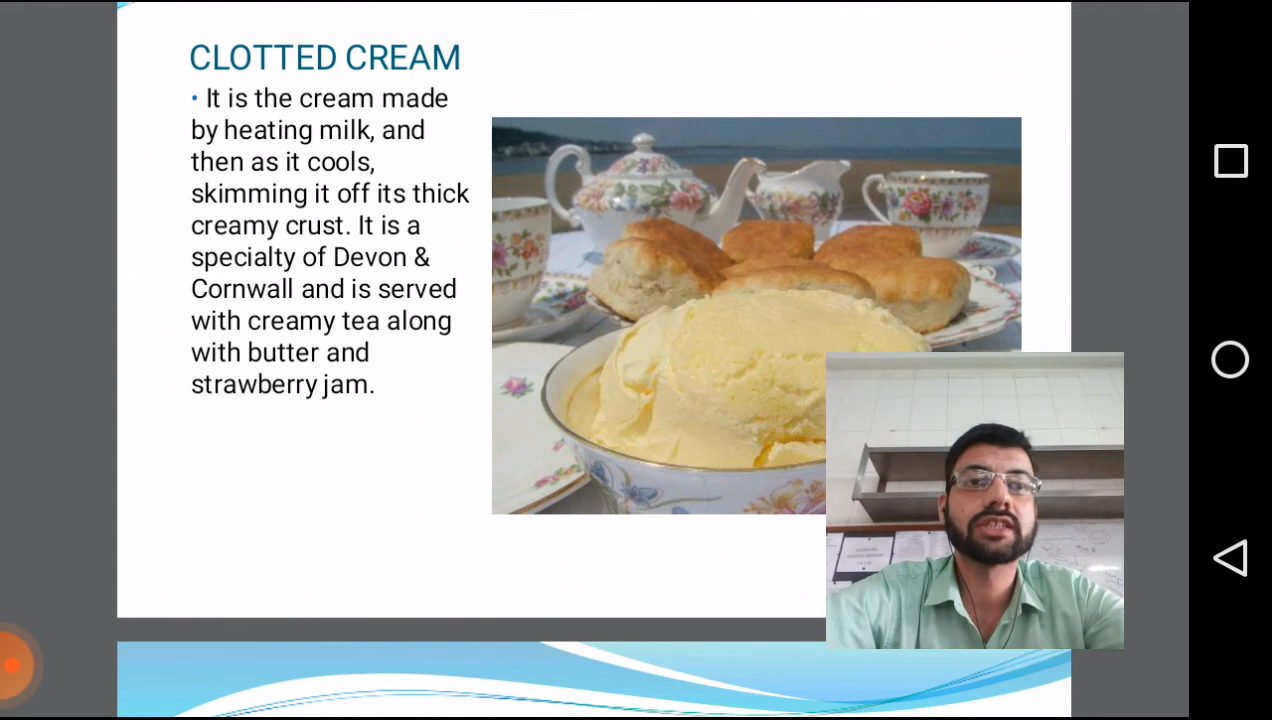 CLOTTED CREAM
• It is the cream made
by heating milk, and
then as it cools,
skimming it off its thick
creamy crust. It is a
specialty of Devon &
Cornwall and is served
with creamy tea along
with butter and
strawberry jam.